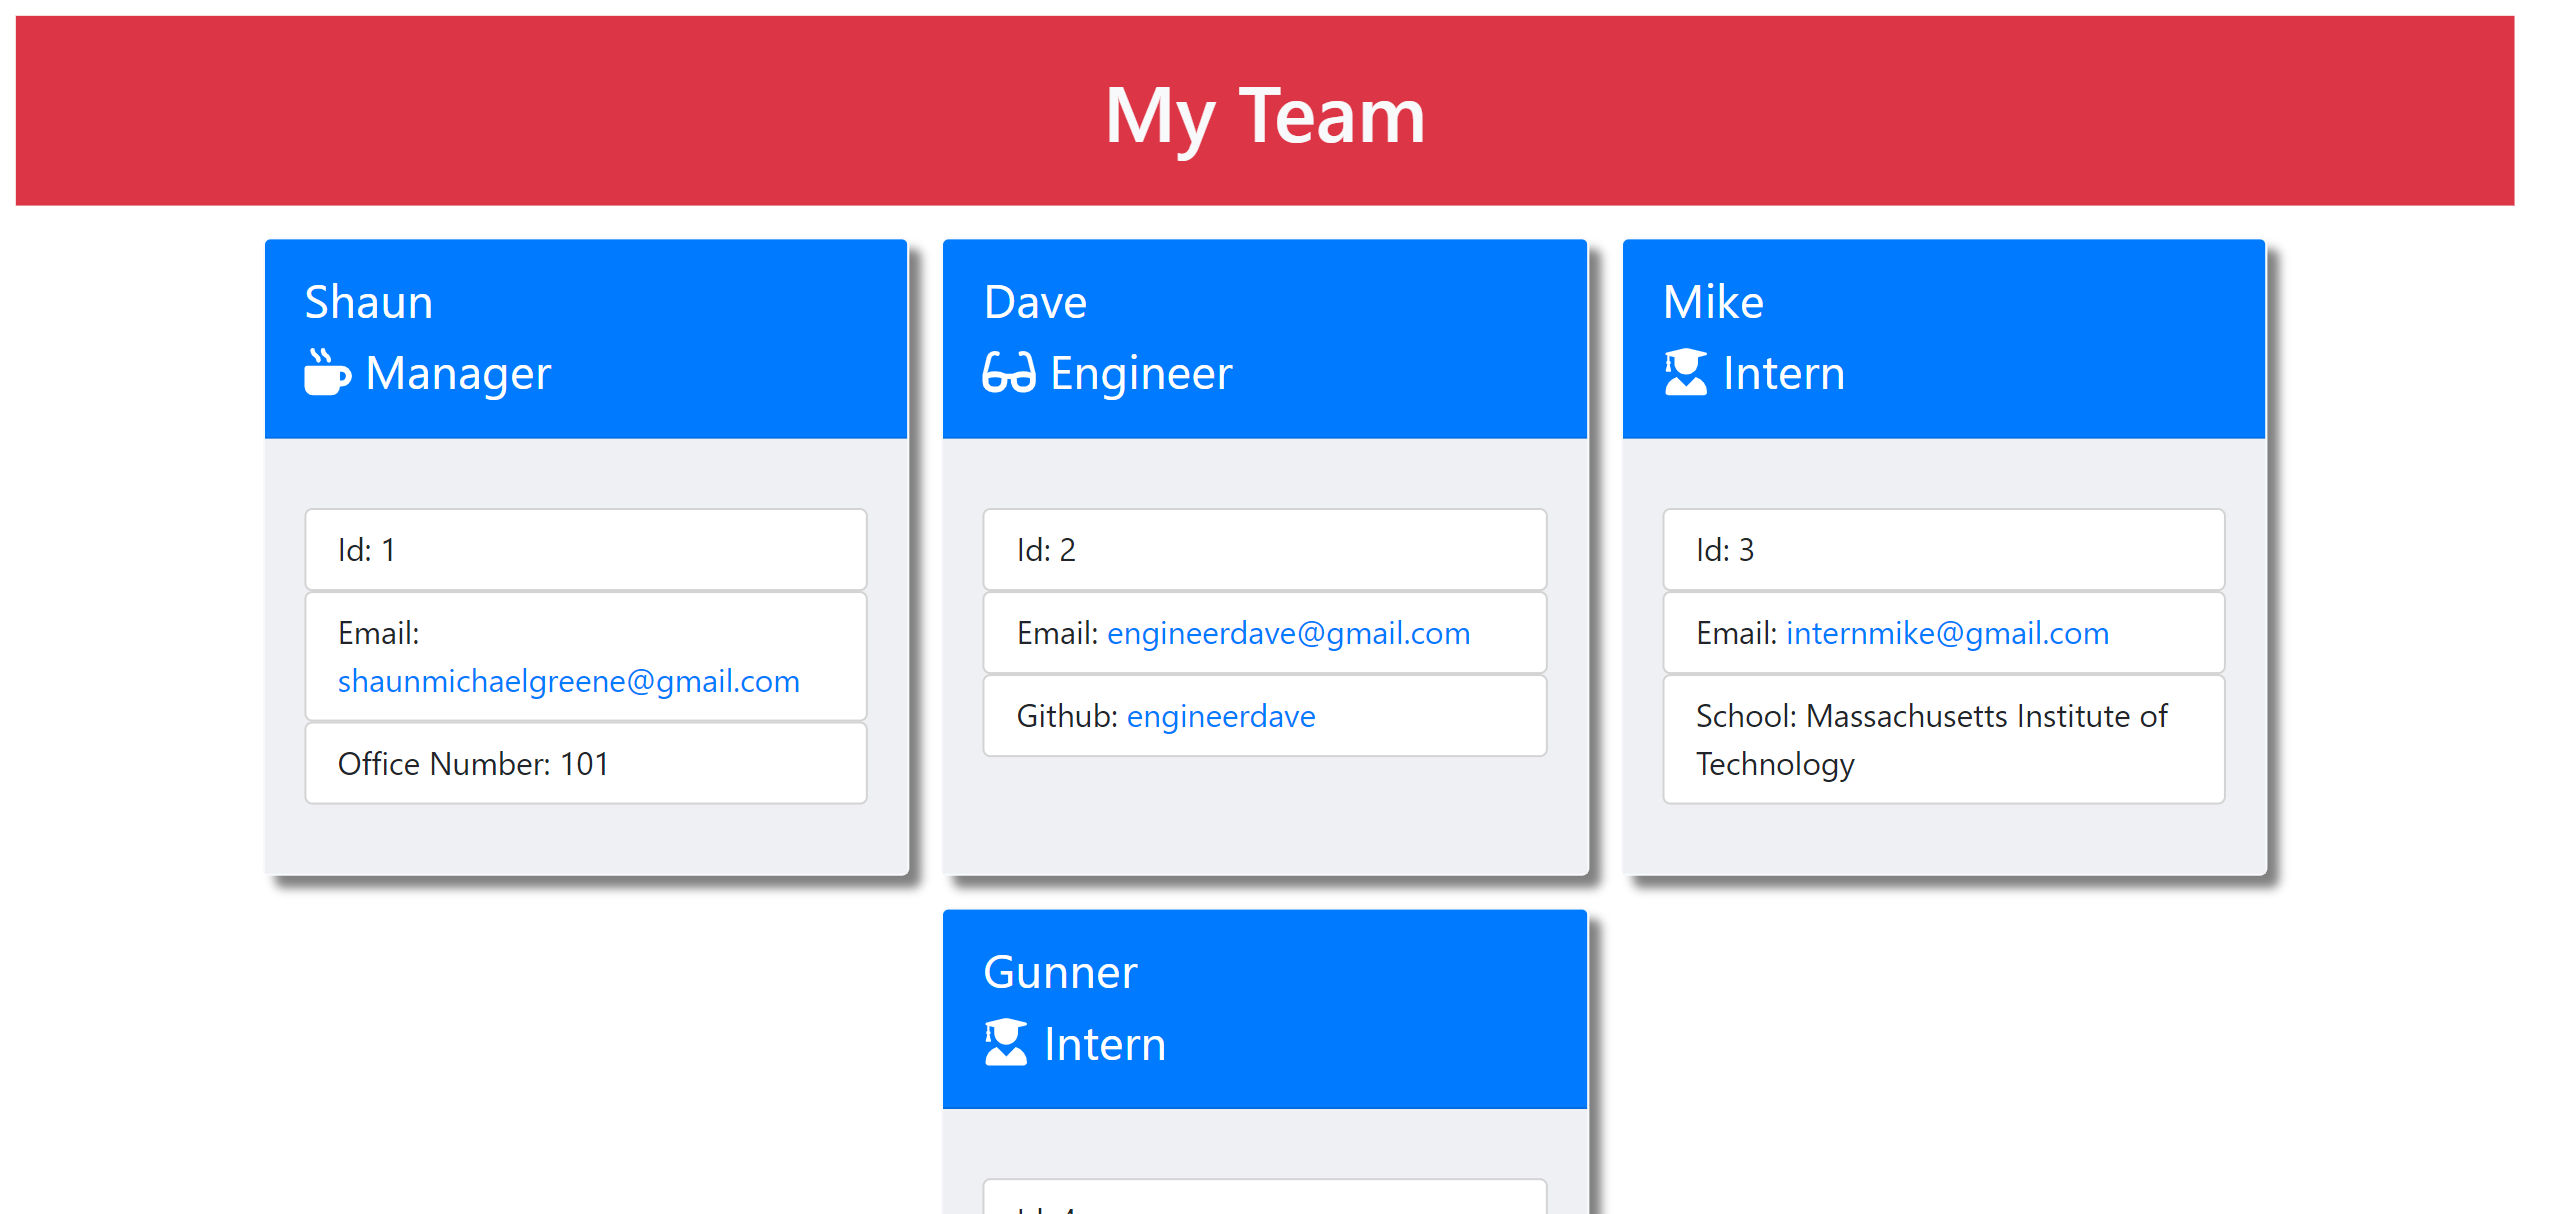 My Team
Shaun
Manager
Id: 1
Email:
shaunmichaelgreene@gmail.com
Office Number: 101
Dave
Engineer
Id: 2
Email: engineerdave@gmail.com
Github: engineerdave
Mike
Intern
Id: 3
Email: internmike@gmail.com
School: Massachusetts Institute of
Technology
Gunner
Intern
Id: 4